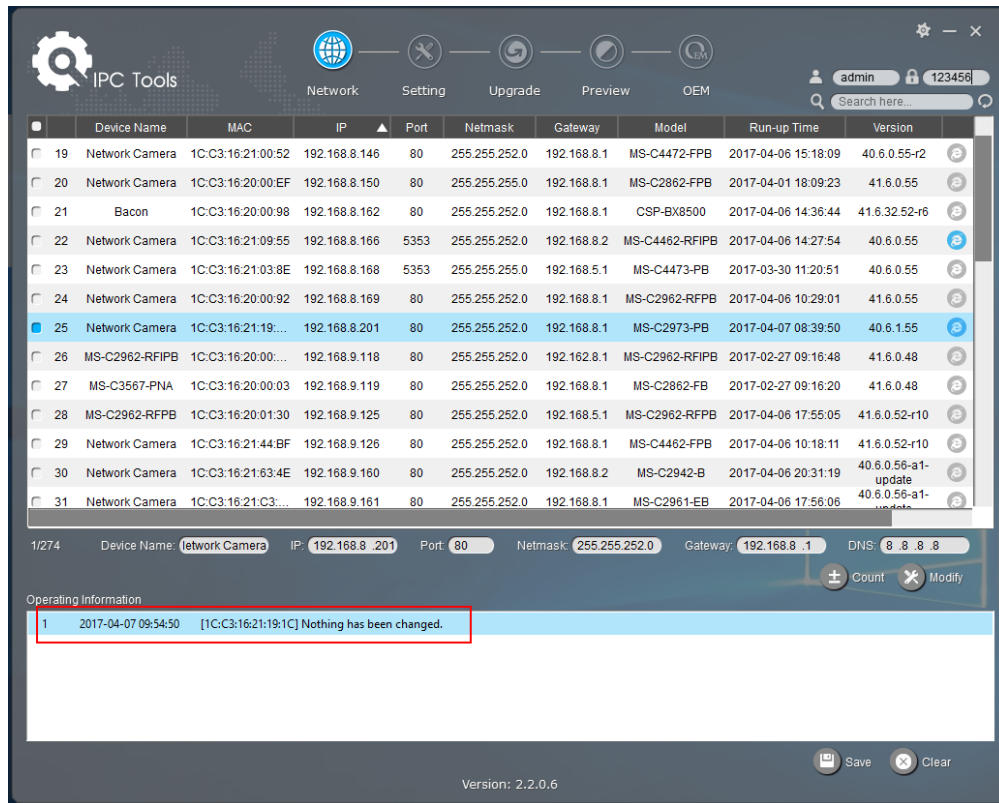 IPC Tools
Network Setting Upgrade Preview OEM
admin 123456
Search here...
Device Name MAC IP Port Netmask Gateway Model Run-up Time Version
19 Network Camera 1C:C3:16:21:00:52 192.168.8.146 80 255.255.252.0 192.168.8.1 MS-C4472-FPB 2017-04-06 15:18:09 40.6.0.55-r2
20 Network Camera 1C:C3:16:20:00:EF 192.168.8.150 80 255.255.252.0 192.168.8.1 MS-C2862-FPB 2017-04-01 18:09:23 41.6.0.55
21 Bacon 1C:C3:16:20:00:98 192.168.8.162 80 255.255.252.0 192.168.8.1 CSP-BX8500 2017-04-06 14:36:44 41.6.32.52-r6
22 Network Camera 1C:C3:16:21:09:55 192.168.8.166 5353 255.255.252.0 192.168.8.2 MS-C4462-RFIPB 2017-04-06 14:27:54 40.6.0.55
23 Network Camera 1C:C3:16:21:03:8E 192.168.8.168 5353 255.255.252.0 192.168.5.1 MS-C4473-PB 2017-03-30 11:20:51 40.6.0.55
24 Network Camera 1C:C3:16:20:00:92 192.168.8.169 80 255.255.252.0 192.168.8.1 MS-C2962-RFPB 2017-04-06 10:29:01 41.6.0.55
25 Network Camera 1C:C3:16:21:19:... 192.168.8.201 80 255.255.252.0 192.168.8.1 MS-C2973-PB 2017-04-07 08:39:50 40.6.1.55
26 MS-C2962-RFIPB 1C:C3:16:20:00:... 192.168.9.118 80 255.255.252.0 192.162.8.1 MS-C2962-RFIPB 2017-02-27 09:16:48 41.6.0.48
27 MS-C3567-PNA 1C:C3:16:20:00:03 192.168.9.119 80 255.255.252.0 192.168.8.1 MS-C2862-FB 2017-02-27 09:16:20 41.6.0.48
28 MS-C2962-RFPB 1C:C3:16:20:01:30 192.168.9.125 80 255.255.252.0 192.168.5.1 MS-C2962-RFPB 2017-04-06 17:55:05 41.6.0.52-r10
29 Network Camera 1C:C3:16:21:44:BF 192.168.9.126 80 255.255.252.0 192.168.8.1 MS-C4462-FPB 2017-04-06 10:18:11 41.6.0.52-r10
30 Network Camera 1C:C3:16:21:63:4E 192.168.9.160 80 255.255.252.0 192.168.8.2 MS-C2942-B 2017-04-06 20:31:19 40.6.0.56-a1-
update
31 Network Camera 1C:C3:16:21:C3:... 192.168.9.161 80 255.255.252.0 192.168.8.1 MS-C2961-EB 2017-04-06 17:56:06 40.6.0.56-a1-
update
1/274 Device Name: letwork Camera IP: 192.168.8 .201 Port: 80 Netmask: 255.255.252.0 Gateway: 192.168.8 .1 DNS: 8 .8 .8 .8
± Count Modify
Operating Information
1 2017-04-07 09:54:50 [1C:C3:16:21:19:1C] Nothing has been changed.
Save Clear
Version: 2.2.0.6